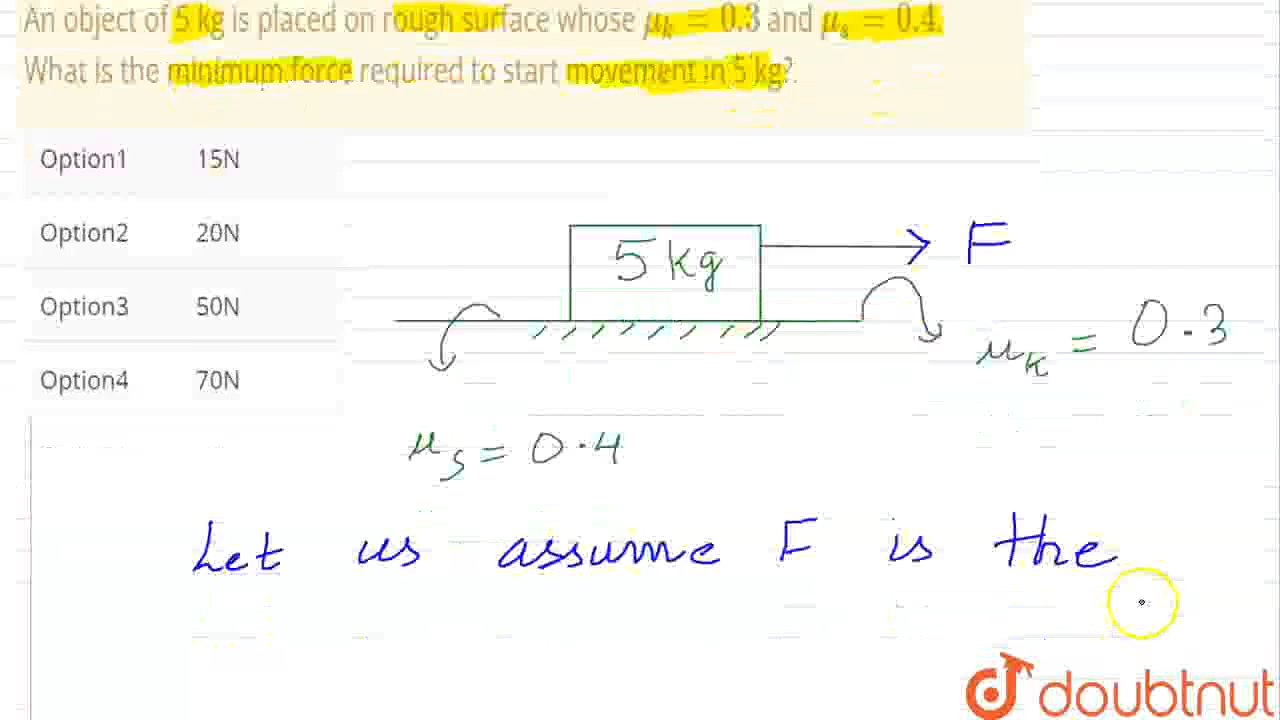 An object of 5 kg is placed on rough surface whose μₖ = 0.3 and μₛ = 0.4.
What is the minimum force required to start movement in 5 kg?
Option1 15N
Option2 20N
Option3 50N
Option4 70N
5 kg
F
μₖ = 0.3
μₛ = 0.4
Let us assume F is the
doubtnut